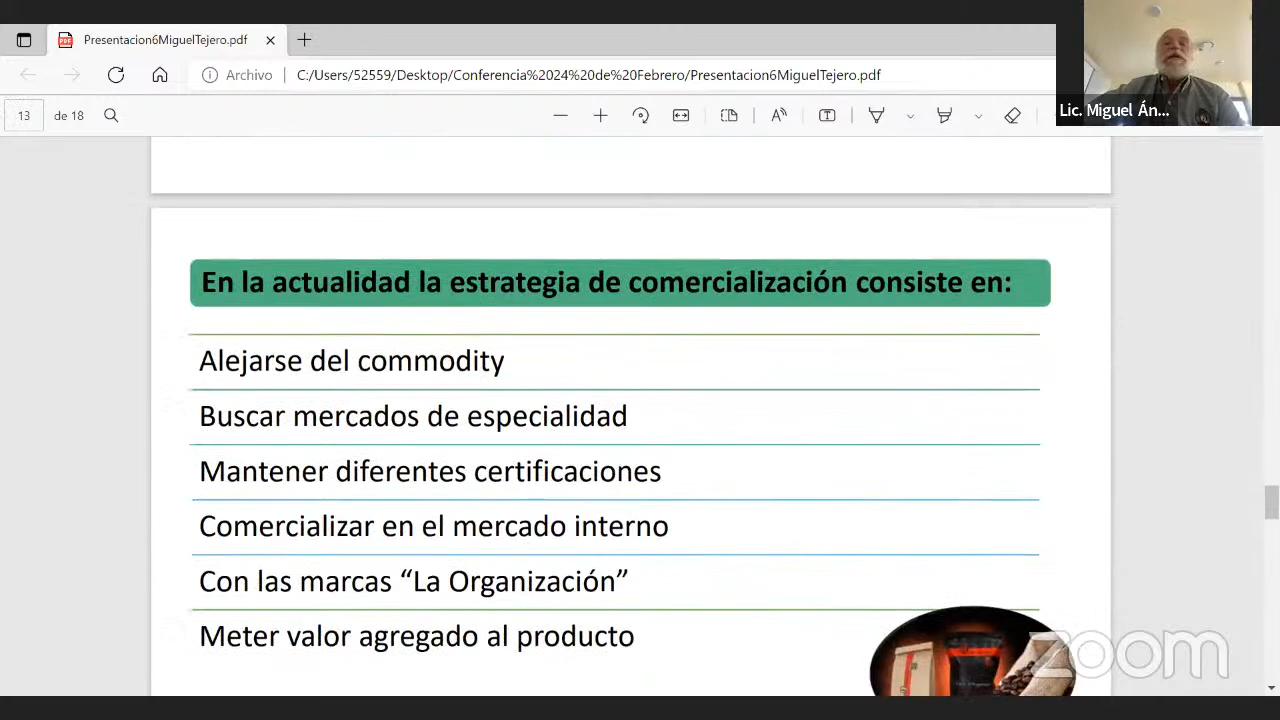 PresentacionMiguelTejero.pdf
Archivo
C:/Users/52559/Desktop/Conferencia%2024%20de%20Febrero/Presentacion6MiguelTejero.pdf
Lic. Miguel Án...
13 de 18
En la actualidad la estrategia de comercialización consiste en:
Alejarse del commodity
Buscar mercados de especialidad
Mantener diferentes certificaciones
Comercializar en el mercado interno
Con las marcas “La Organización”
Meter valor agregado al producto
zoom